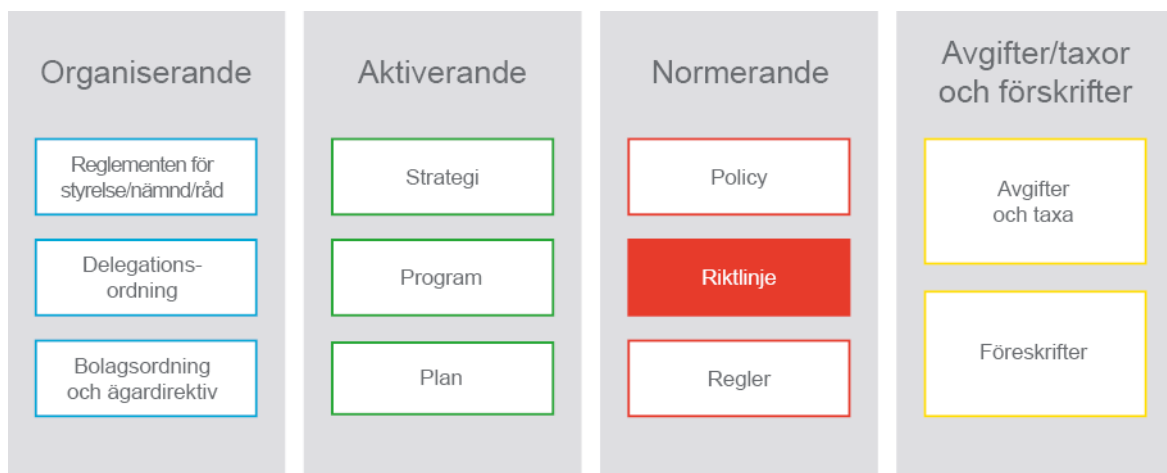 Organiserande
Reglementen för
styrelse/nämnd/råd
Delegations-
ordning
Bolagsordning
och ägardirektiv
Aktiverande
Strategi
Program
Plan
Normerande
Policy
Riktlinje
Regler
Avgifter/taxor
och förskrifter
Avgifter
och taxa
Föreskrifter